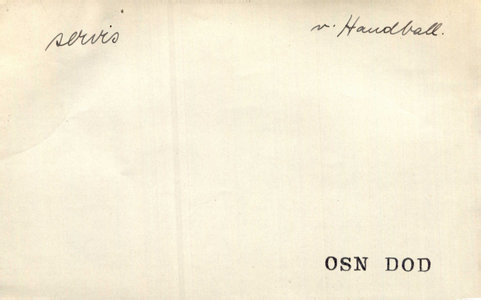 servis
v. Handball.
OSN DOD